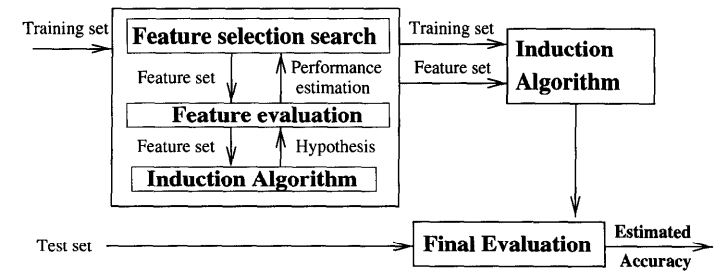 Training set
Feature selection search
Training set
Induction
Algorithm
Feature set
Feature set
Performance
estimation
Feature evaluation
Feature set
Hypothesis
Induction Algorithm
Test set
Final Evaluation
Estimated
Accuracy